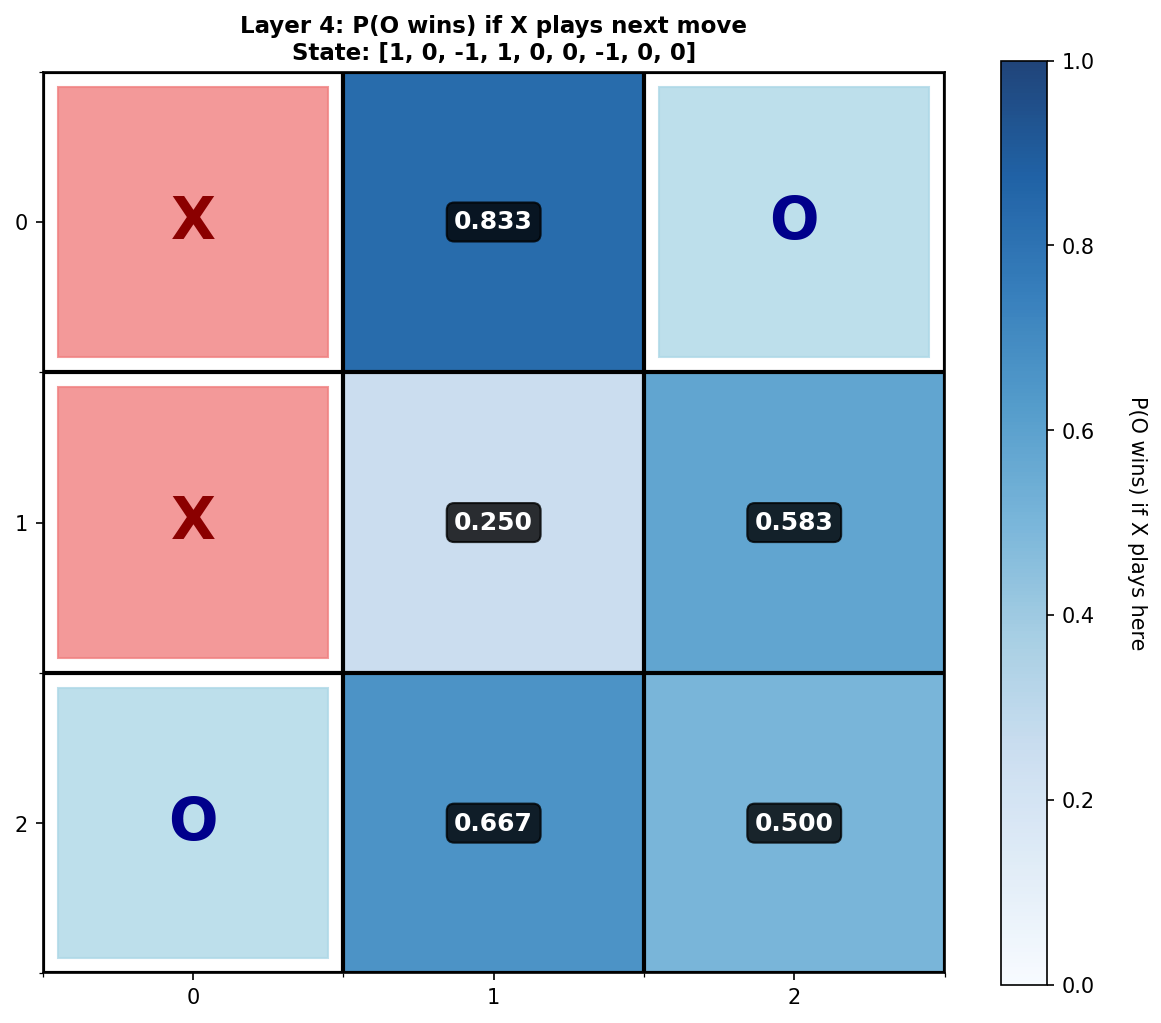 Layer 4: P(O wins) if X plays next move
State: [1, 0, -1, 1, 0, 0, -1, 0, 0]
0
X
0.833
O
1
X
0.250
0.583
2
O
0.667
0.500
0
1
2
1.0
0.8
0.6
0.4
0.2
0.0
P(O wins) if X plays here